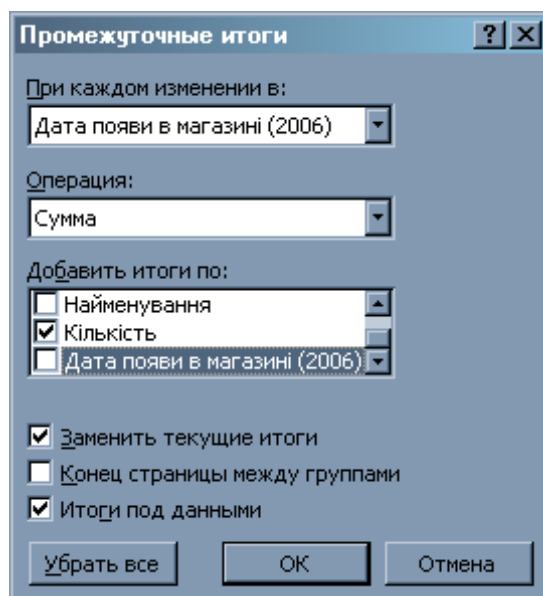 Промежуточные итоги
При каждом изменении в:
Дата появи в магазині (2006)
Операция:
Сумма
Добавить итоги по:
Найменування
Кількість
Дата появи в магазині (2006)
Заменить текущие итоги
Конец страницы между группами
Итоги под данными
Убрать все ОК Отмена